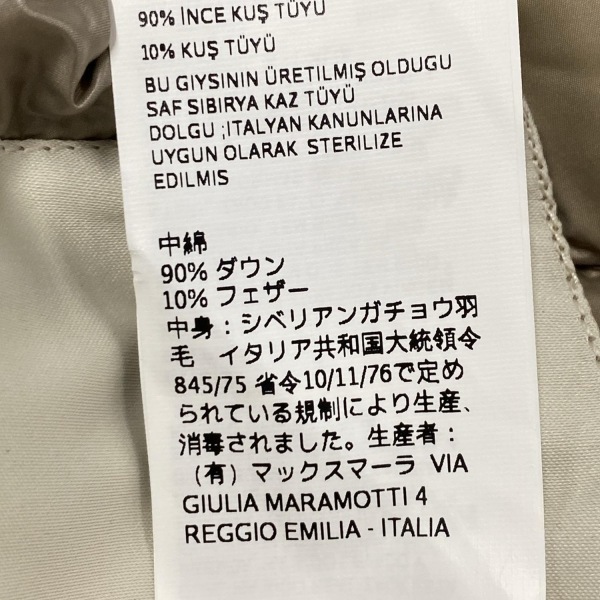 90% İNCE KUŞ TÜYÜ
10% KUŞ TÜYÜ
BU GIYSININ ÜRETILMIŞ OLDUGU
SAF SIBIRYA KAZ TÜYÜ
DOLGU ;ITALYAN KANUNLARINA
UYGUN OLARAK STERILIZE
EDILMIS
中綿
90% ダウン
10% フェザー
中身：シベリアンガチョウ羽
毛 イタリア共和国大統領令
845/75 省令10/11/76で定め
られている規制により生産、
消毒されました。生産者：
（有）マックスマーラ VIA
GIULIA MARAMOTTI 4
REGGIO EMILIA - ITALIA